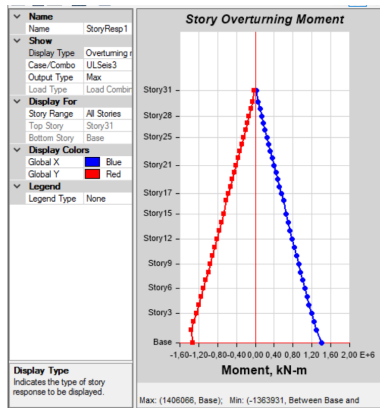 Name
Name StoryResp1
Show
Display Type Overturning r
Case/Combo ULSeis3
Output Type Max
Load Type Load Combin
Display For
Story Range All Stories
Top Story Story31
Bottom Story Base
Display Colors
Global X Blue
Global Y Red
Legend
Legend Type None
Display Type
Indicates the type of story
response to be displayed.
Story Overturning Moment
Story31
Story28
Story25
Story21
Story17
Story15
Story12
Story9
Story6
Story3
Base
-1,60 -1,20 -0,80 -0,40 0,00 0,40 0,80 1,20 1,60 2,00 E+6
Moment, kN-m
Max: (1406066, Base); Min: (-1363931, Between Base and